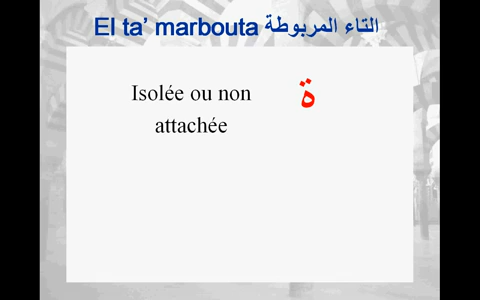 El ta’ marbouta التاء المربوطة
Isolée ou non
attachée
ة